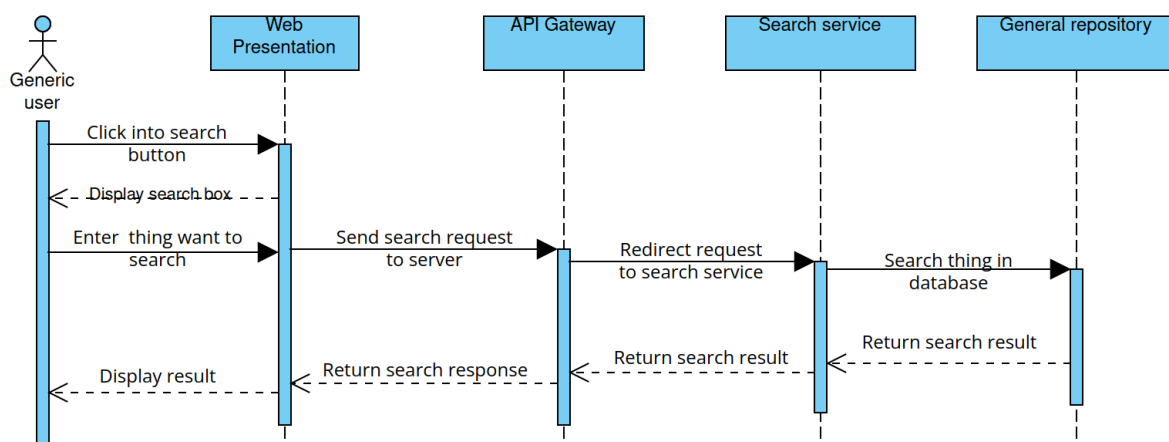 Web
Presentation
API Gateway
Search service
General repository
Generic
user
Click into search
button
Display search box
Enter thing want to
search
Send search request
to server
Redirect request
to search service
Search thing in
database
Return search result
Return search result
Return search response
Display result